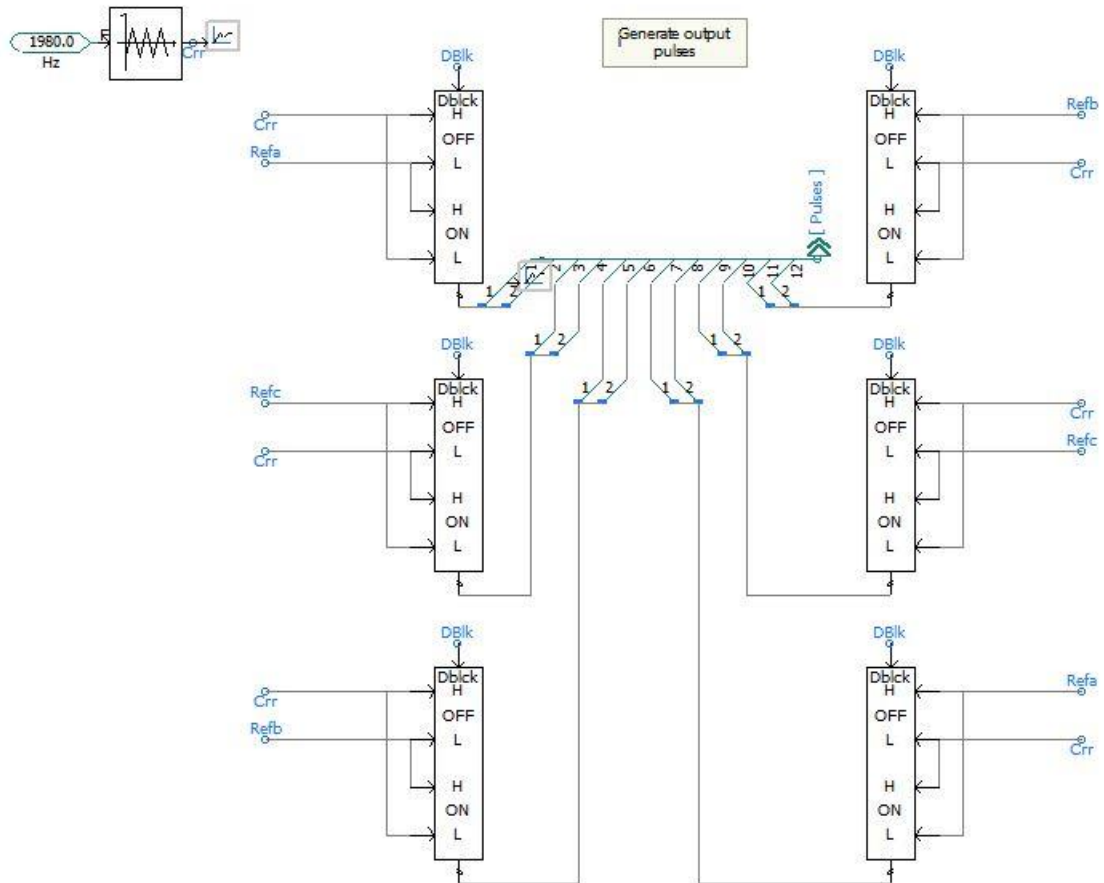 1980.0
Hz
Crr
Generate output
pulses
DBlk
Dblck
H
OFF
L
H
ON
L
Crr
Refa
DBlk
Dblck
H
OFF
L
H
ON
L
Refb
Crr
[ Pulses ]
1 2 3 4 5 6 7 8 9 10 11 12
1 2
1 2
1 2
1 2
1 2
1 2
DBlk
Dblck
H
OFF
L
H
ON
L
Refc
Crr
DBlk
Dblck
H
OFF
L
H
ON
L
Crr
Refc
DBlk
Dblck
H
OFF
L
H
ON
L
Crr
Refb
DBlk
Dblck
H
OFF
L
H
ON
L
Refa
Crr